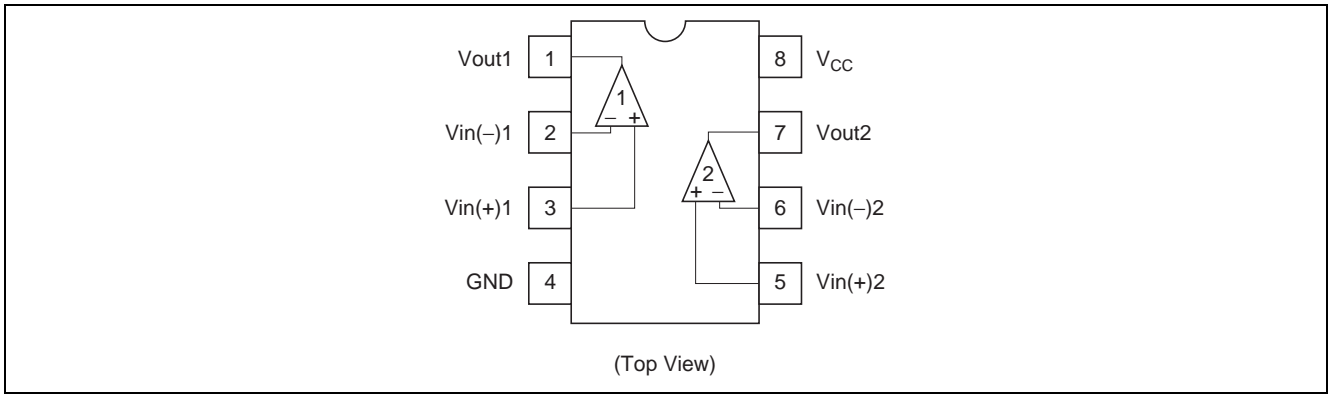 Vout1 1
8 VCC
1
− +
Vin(−)1 2
7 Vout2
2
+ −
Vin(+)1 3
6 Vin(−)2
GND 4
5 Vin(+)2
(Top View)